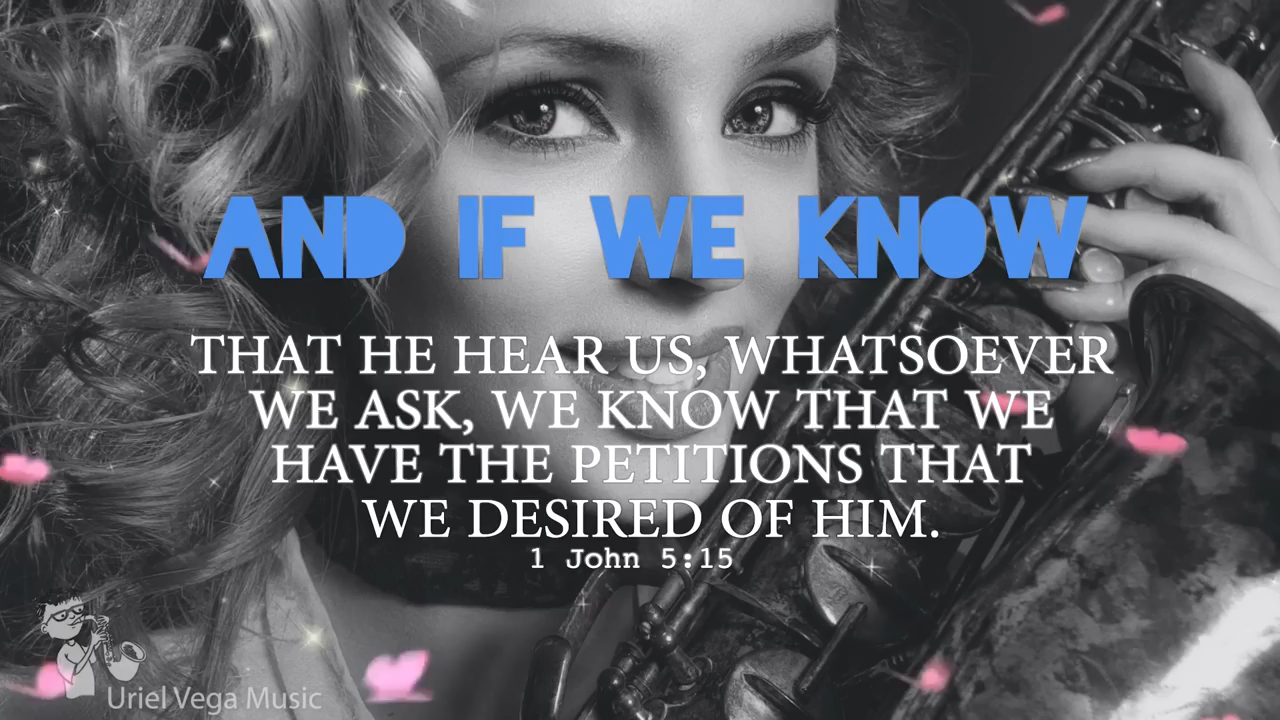 AND IF WE KNOW
THAT HE HEAR US, WHATSOEVER
WE ASK, WE KNOW THAT WE
HAVE THE PETITIONS THAT
WE DESIRED OF HIM.
1 John 5:15
Uriel Vega Music